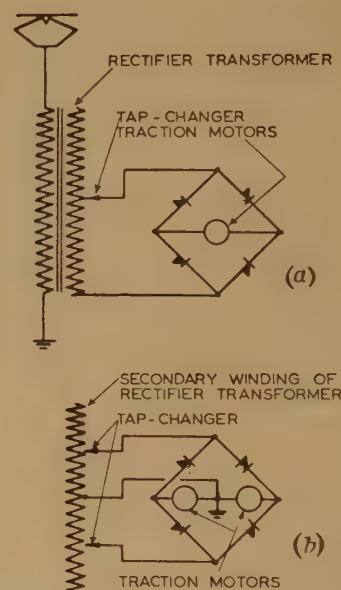 RECTIFIER TRANSFORMER
TAP-CHANGER
TRACTION MOTORS
(a)
SECONDARY WINDING OF
RECTIFIER TRANSFORMER
TAP-CHANGER
(b)
TRACTION MOTORS